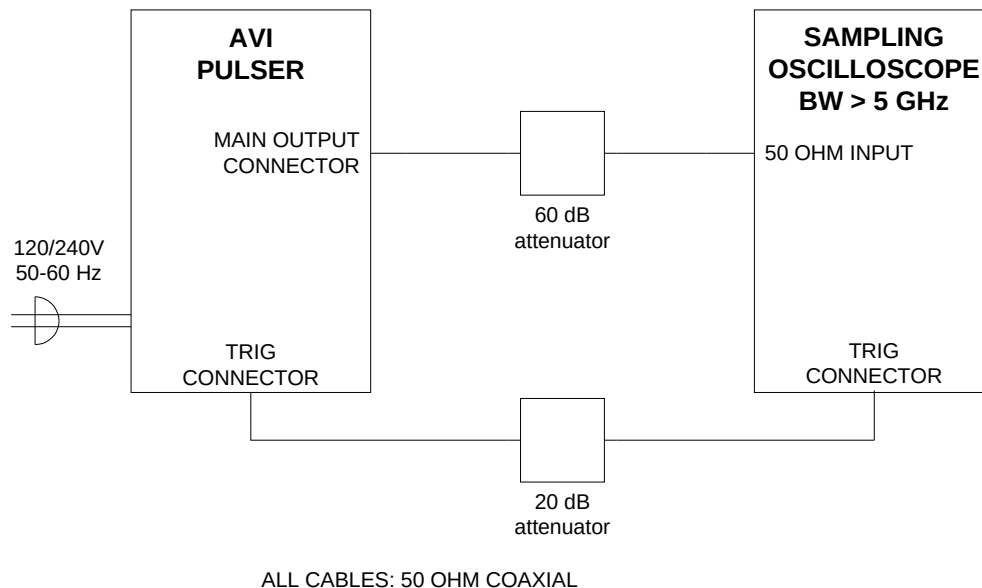 AVI
PULSER
SAMPLING
OSCILLOSCOPE
BW > 5 GHz
MAIN OUTPUT
CONNECTOR
50 OHM INPUT
60 dB
attenuator
120/240V
50-60 Hz
TRIG
CONNECTOR
TRIG
CONNECTOR
20 dB
attenuator
ALL CABLES: 50 OHM COAXIAL